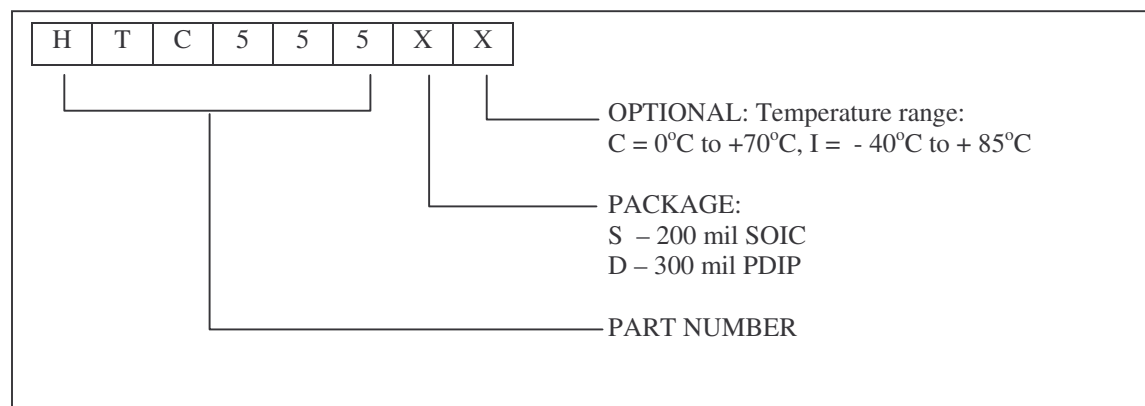 H T C 5 5 5 X X
OPTIONAL: Temperature range:
C = 0°C to +70°C, I =  - 40°C to + 85°C
PACKAGE:
S  – 200 mil SOIC
D – 300 mil PDIP
PART NUMBER